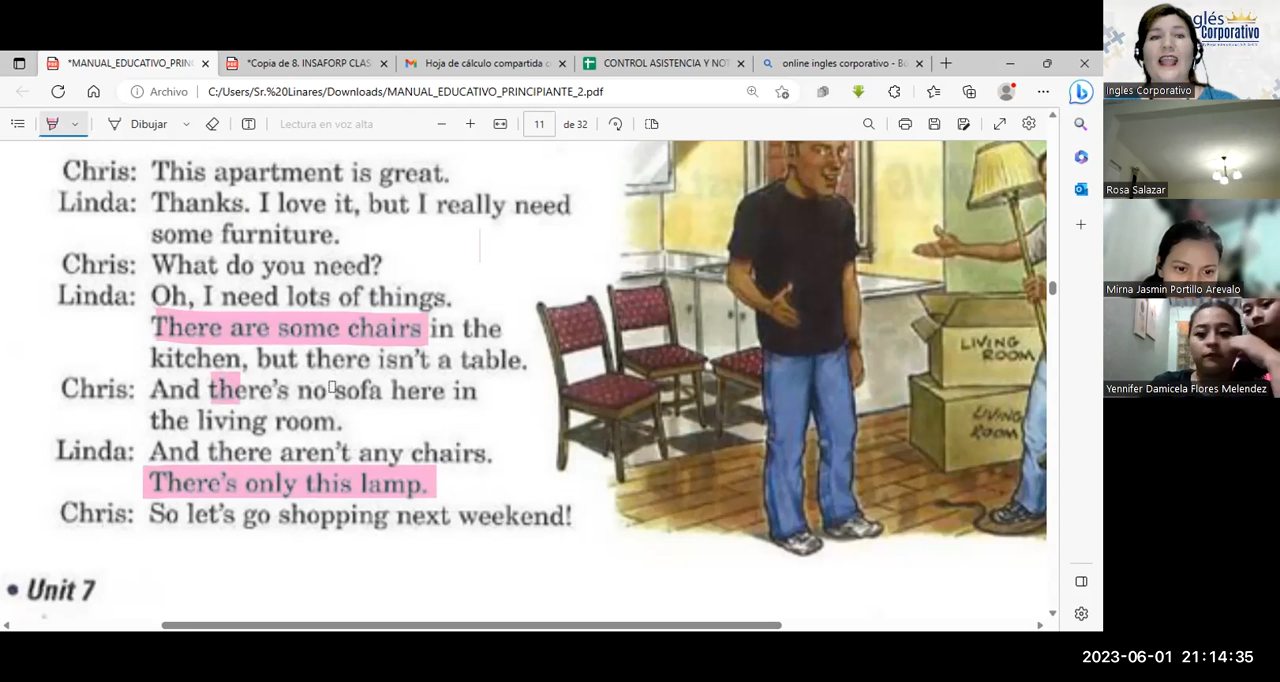 *MANUAL_EDUCATIVO_PRIN
*Copia de 8. INSAFORP CLAS
Hoja de cálculo compartida
CONTROL ASISTENCIA Y NOT
online ingles corporativo - B
Archivo
C:/Users/Sr.%20Linares/Downloads/MANUAL_EDUCATIVO_PRINCIPIANTE_2.pdf
Dibujar
Lectura en voz alta
11
de 32
Chris: This apartment is great.
Linda: Thanks. I love it, but I really need
some furniture.
Chris: What do you need?
Linda: Oh, I need lots of things.
There are some chairs in the
kitchen, but there isn't a table.
Chris: And there's no sofa here in
the living room.
Linda: And there aren't any chairs.
There's only this lamp.
Chris: So let's go shopping next weekend!
• Unit 7
LIVING
ROOM
LIVING
ROOM
glés
Corporativo
Ingles Corporativo
Rosa Salazar
Mirna Jasmin Portillo Arevalo
Yennifer Damicela Flores Melendez
2023-06-01 21:14:35